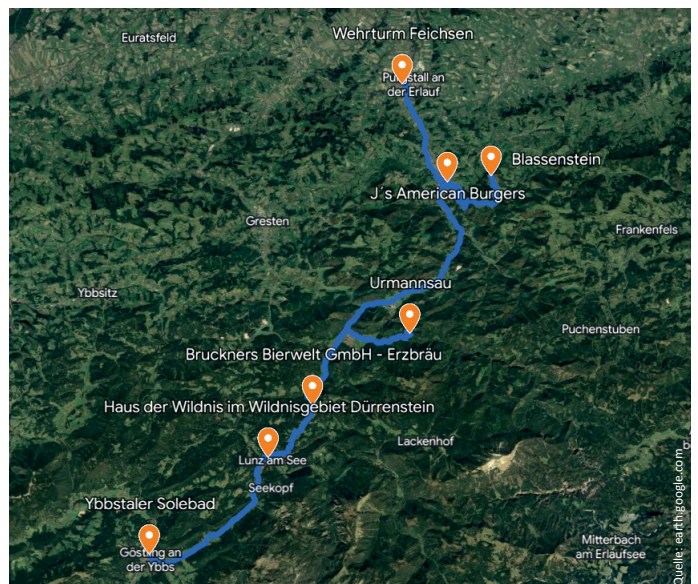 Wehrturm Feichsen
Euratsfeld
Purgstall an
der Erlauf
Blassenstein
J´s American Burgers
Gresten
Frankenfels
Urmannsau
Ybbsitz
Puchenstuben
Bruckners Bierwelt GmbH - Erzbräu
Haus der Wildnis im Wildnisgebiet Dürrenstein
Lackenhof
Lunz am See
Seekopf
Ybbstaler Solebad
Göstling an
der Ybbs
Mitterbach
am Erlaufsee
Quelle: earth.google.com